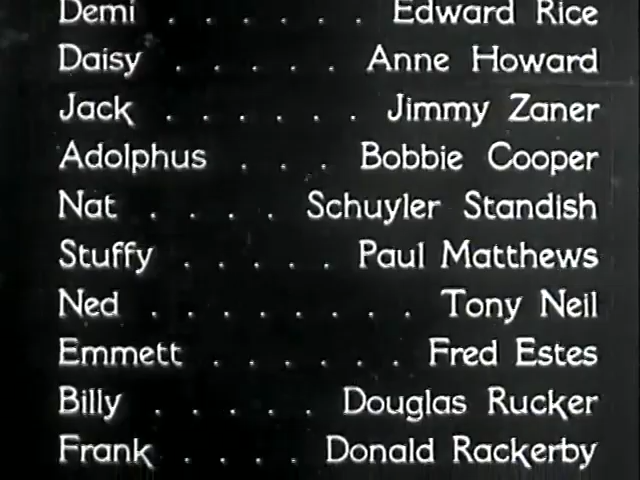 Demi . . . . . . Edward Rice
Daisy . . . . . Anne Howard
Jack . . . . . . Jimmy Zaner
Adolphus . . . Bobbie Cooper
Nat . . . . Schuyler Standish
Stuffy . . . . . Paul Matthews
Ned . . . . . . . . Tony Neil
Emmett . . . . . . Fred Estes
Billy . . . . . Douglas Rucker
Frank . . . . Donald Rackerby